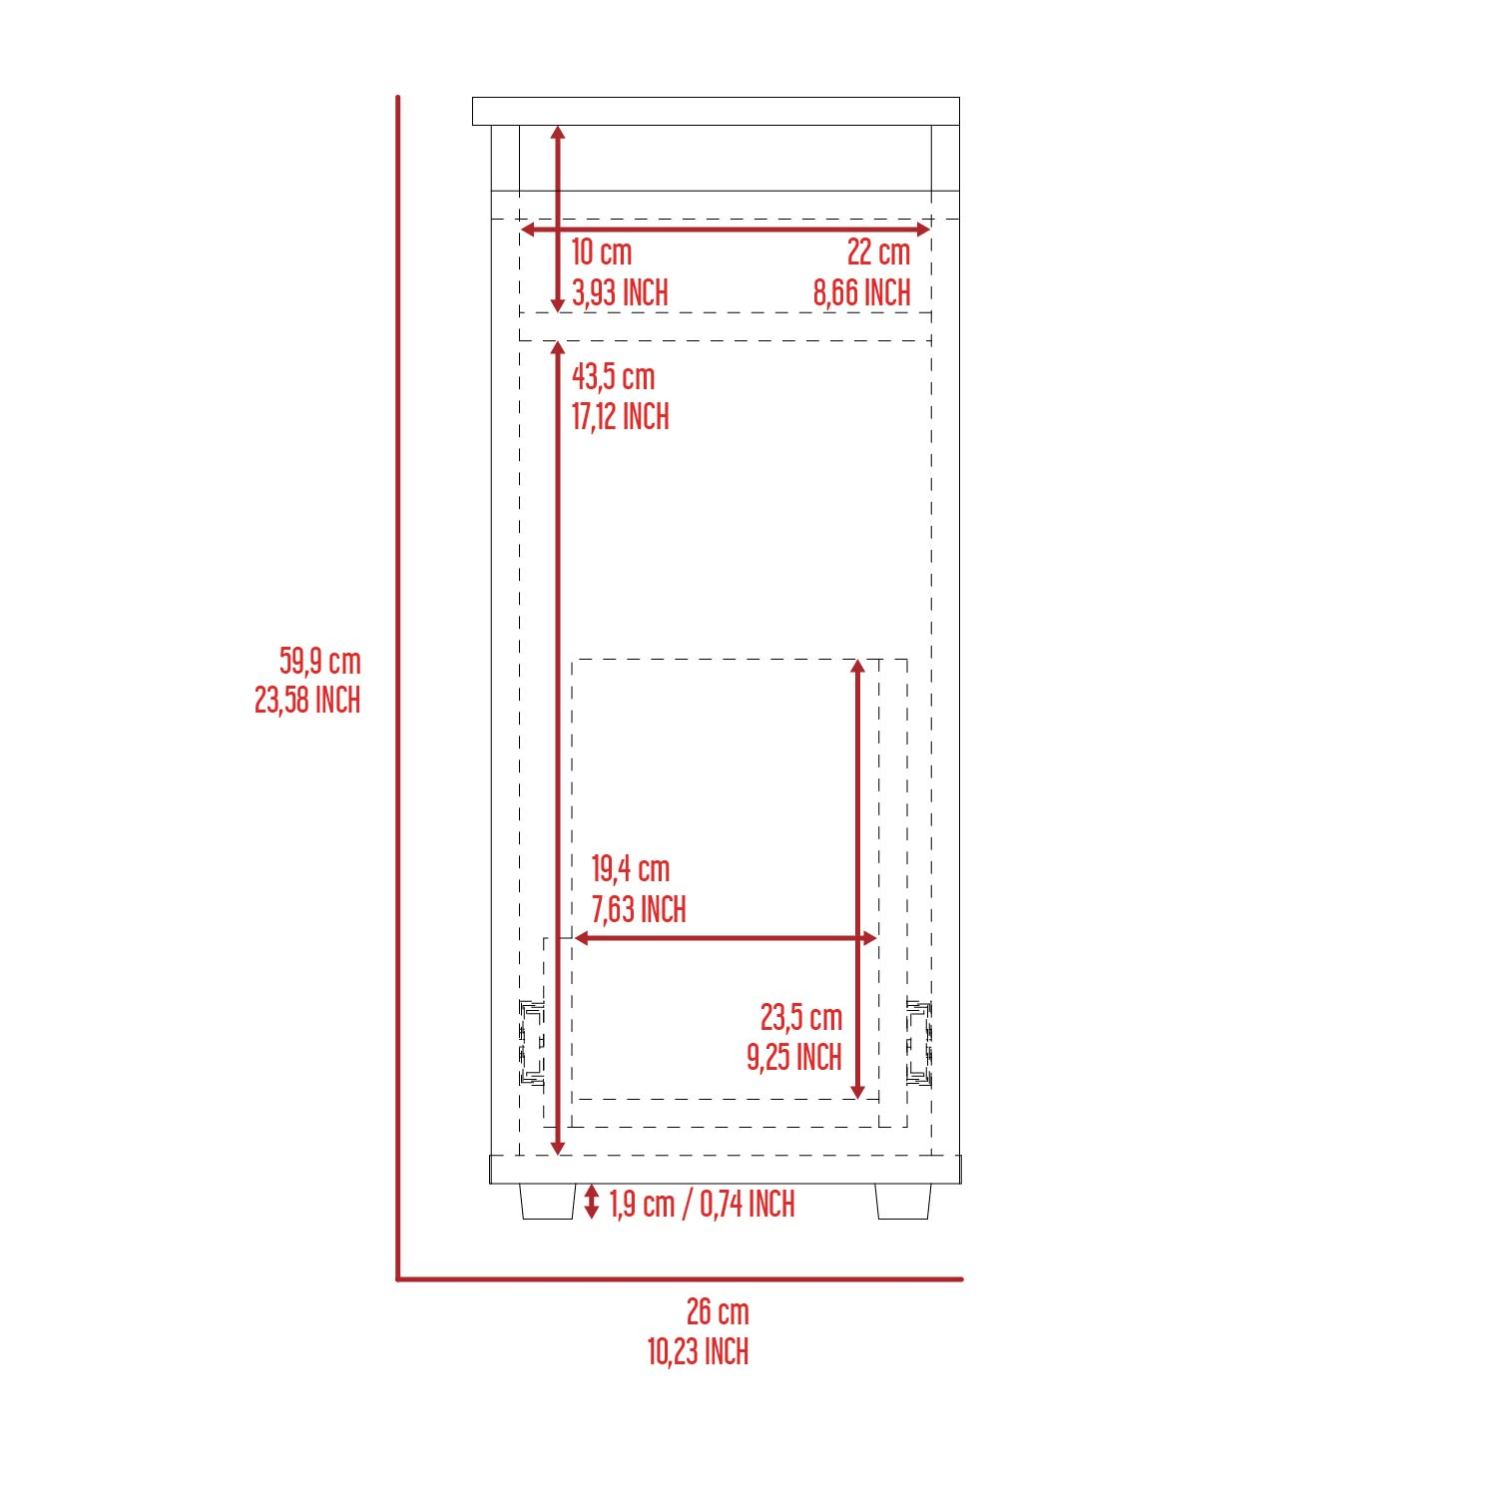 10 cm
3,93 INCH
22 cm
8,66 INCH
43,5 cm
17,12 INCH
59,9 cm
23,58 INCH
19,4 cm
7,63 INCH
23,5 cm
9,25 INCH
1,9 cm / 0,74 INCH
26 cm
10,23 INCH